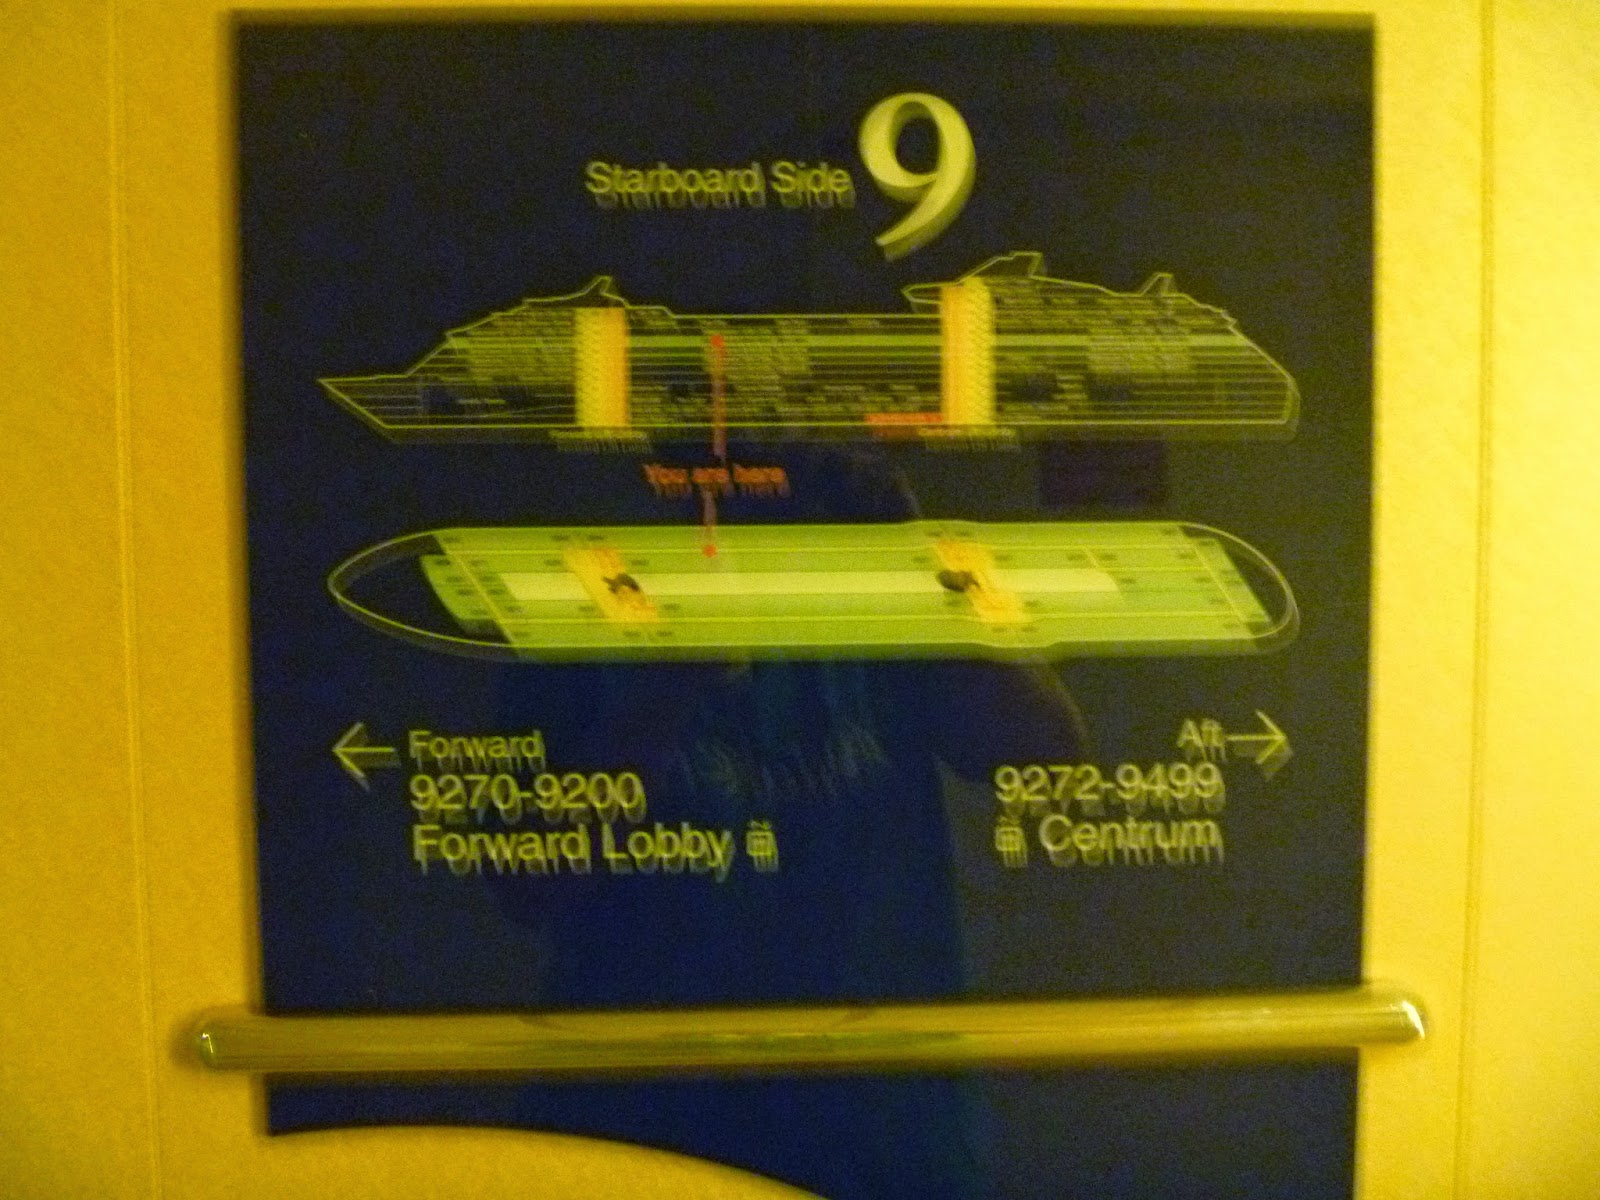 Starboard Side 9
You are here
Forward
9270-9200
Forward Lobby
Aft
9272-9499
Centrum